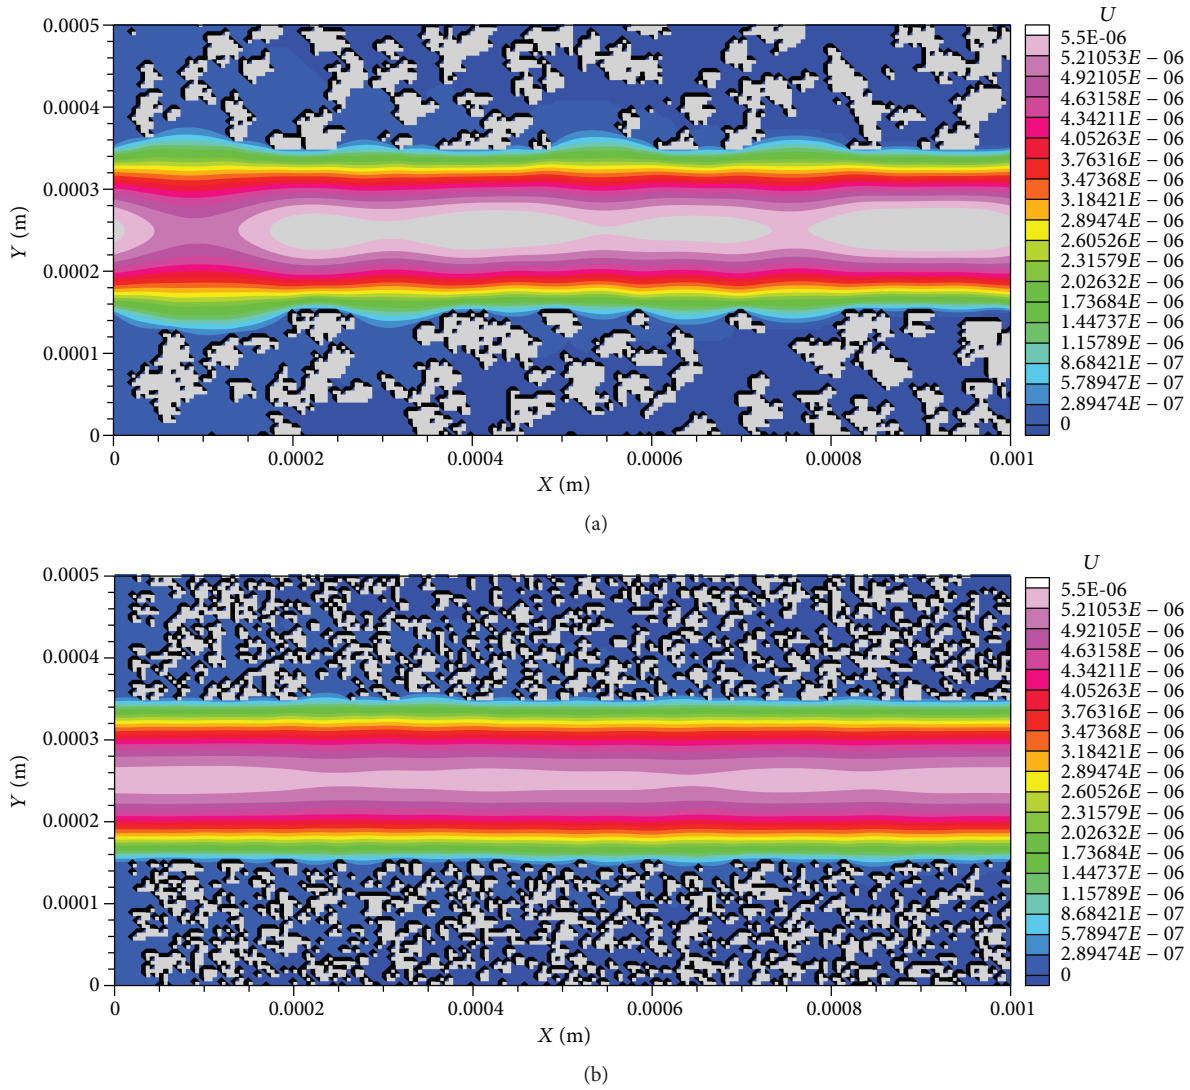 U
0.0005
0.0004
0.0003
0.0002
0.0001
0
Y (m)
0
0.0002
0.0004
0.0006
0.0008
0.001
X (m)
5.5E-06
5.21053E – 06
4.92105E – 06
4.63158E – 06
4.34211E – 06
4.05263E – 06
3.76316E – 06
3.47368E – 06
3.18421E – 06
2.89474E – 06
2.60526E – 06
2.31579E – 06
2.02632E – 06
1.73684E – 06
1.44737E – 06
1.15789E – 06
8.68421E – 07
5.78947E – 07
2.89474E – 07
0
(a)
U
0.0005
0.0004
0.0003
0.0002
0.0001
0
Y (m)
0
0.0002
0.0004
0.0006
0.0008
0.001
X (m)
5.5E-06
5.21053E – 06
4.92105E – 06
4.63158E – 06
4.34211E – 06
4.05263E – 06
3.76316E – 06
3.47368E – 06
3.18421E – 06
2.89474E – 06
2.60526E – 06
2.31579E – 06
2.02632E – 06
1.73684E – 06
1.44737E – 06
1.15789E – 06
8.68421E – 07
5.78947E – 07
2.89474E – 07
0
(b)